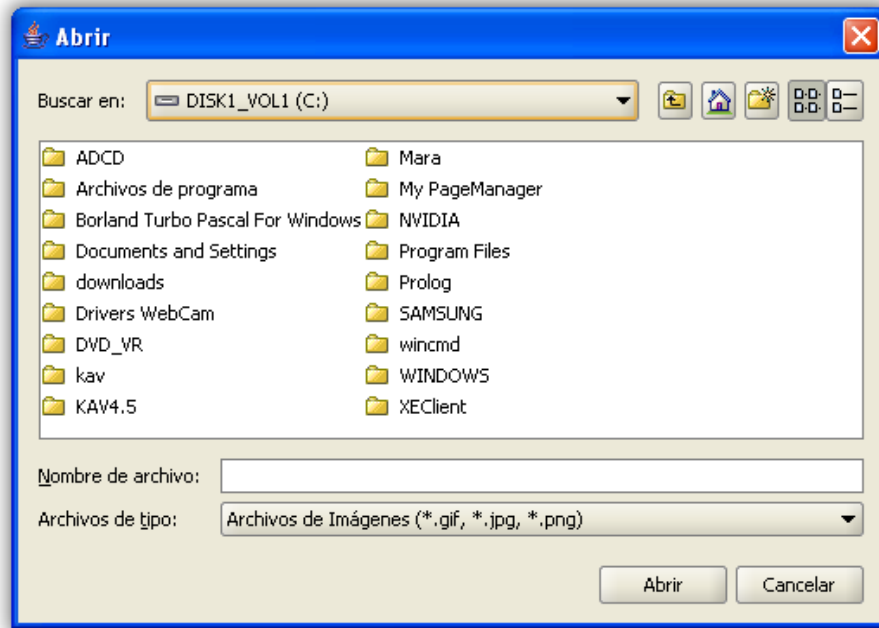 Abrir
Buscar en: DISK1_VOL1 (C:)
ADCD Mara
Archivos de programa My PageManager
Borland Turbo Pascal For Windows NVIDIA
Documents and Settings Program Files
downloads Prolog
Drivers WebCam SAMSUNG
DVD_VR wincmd
kav WINDOWS
KAV4.5 XEClient
Nombre de archivo:
Archivos de tipo: Archivos de Imágenes (*.gif, *.jpg, *.png)
Abrir Cancelar